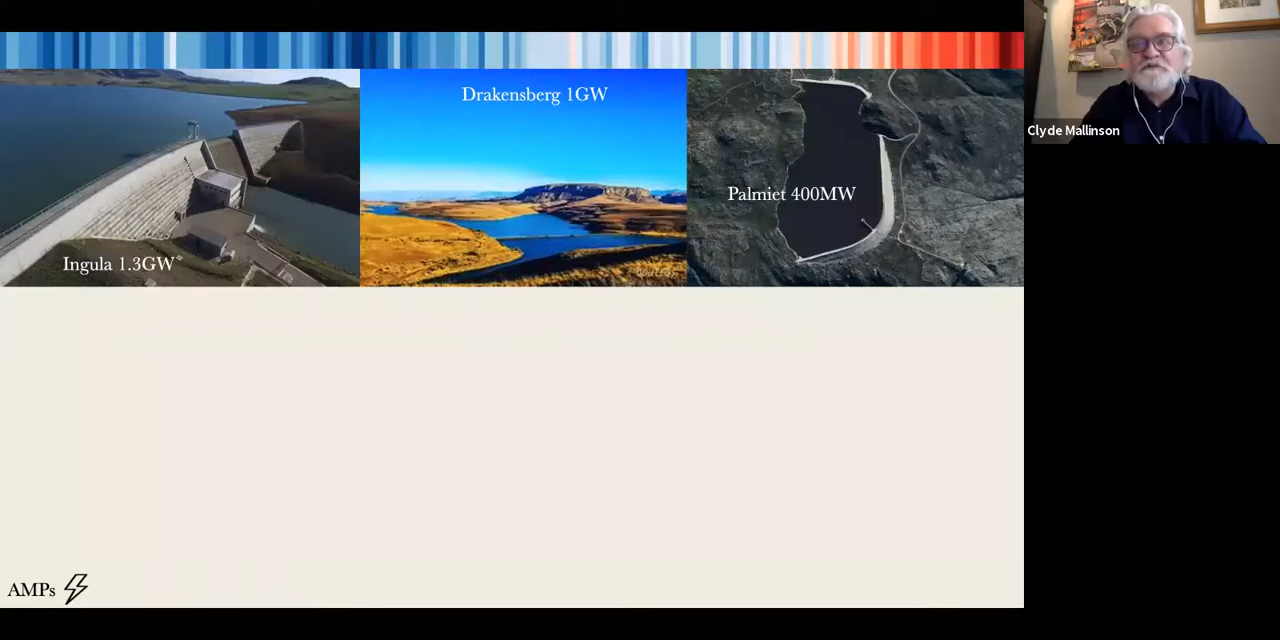 Drakensberg 1GW
Clyde Mallinson
Palmiet 400MW
Ingula 1.3GW
AMPs